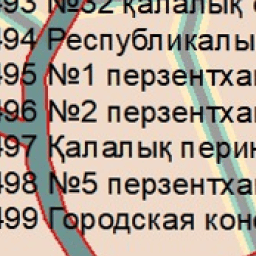 493 №32 қалалық
494 Республикалы
495 №1 перзентха
496 №2 перзентха
497 Қалалық перин
498 №5 перзентха
499 Городская кон